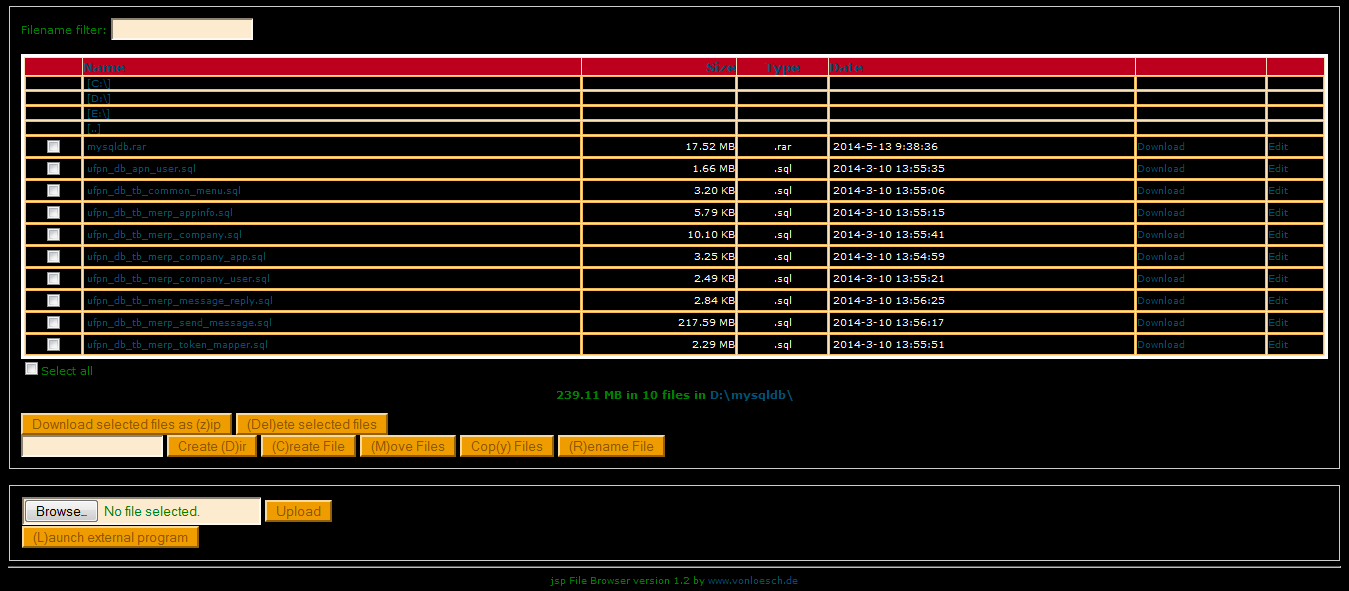 Filename filter:
Name Size Type Date
[C:\]
[D:\]
[E:\]
[..]
mysqldb.rar 17.52 MB .rar 2014-5-13 9:38:36 Download Edit
ufpn_db_apn_user.sql 1.66 MB .sql 2014-3-10 13:55:35 Download Edit
ufpn_db_tb_common_menu.sql 3.20 KB .sql 2014-3-10 13:55:06 Download Edit
ufpn_db_tb_merp_appinfo.sql 5.79 KB .sql 2014-3-10 13:55:15 Download Edit
ufpn_db_tb_merp_company.sql 10.10 KB .sql 2014-3-10 13:55:41 Download Edit
ufpn_db_tb_merp_company_app.sql 3.25 KB .sql 2014-3-10 13:54:59 Download Edit
ufpn_db_tb_merp_company_user.sql 2.49 KB .sql 2014-3-10 13:55:21 Download Edit
ufpn_db_tb_merp_message_reply.sql 2.84 KB .sql 2014-3-10 13:56:25 Download Edit
ufpn_db_tb_merp_send_message.sql 217.59 MB .sql 2014-3-10 13:56:17 Download Edit
ufpn_db_tb_merp_token_mapper.sql 2.29 MB .sql 2014-3-10 13:55:51 Download Edit
Select all
239.11 MB in 10 files in D:\mysqldb\
Download selected files as (z)ip (Del)ete selected files
Create (D)ir (C)reate File (M)ove Files Cop(y) Files (R)ename File
Browse... No file selected. Upload
(L)aunch external program
jsp File Browser version 1.2 by www.vonloesch.de